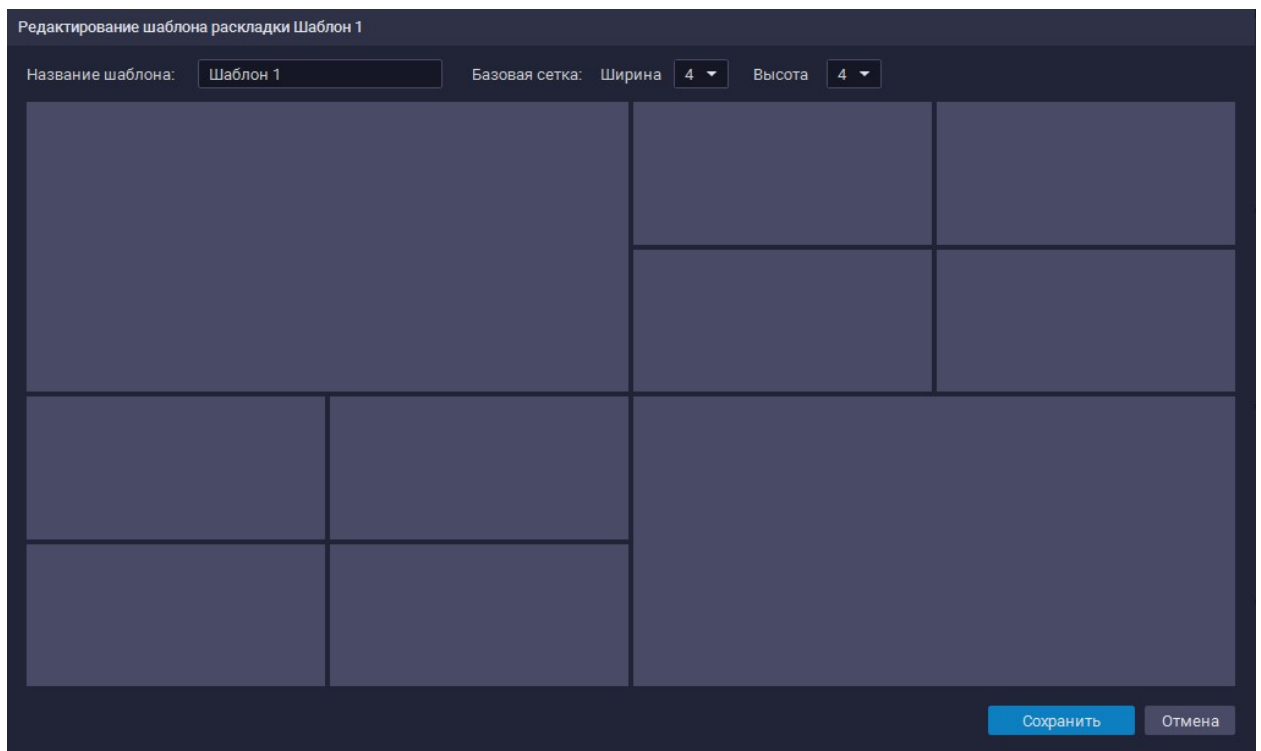 Редактирование шаблона раскладки Шаблон 1
Название шаблона: Шаблон 1 Базовая сетка: Ширина 4 Высота 4
Сохранить Отмена